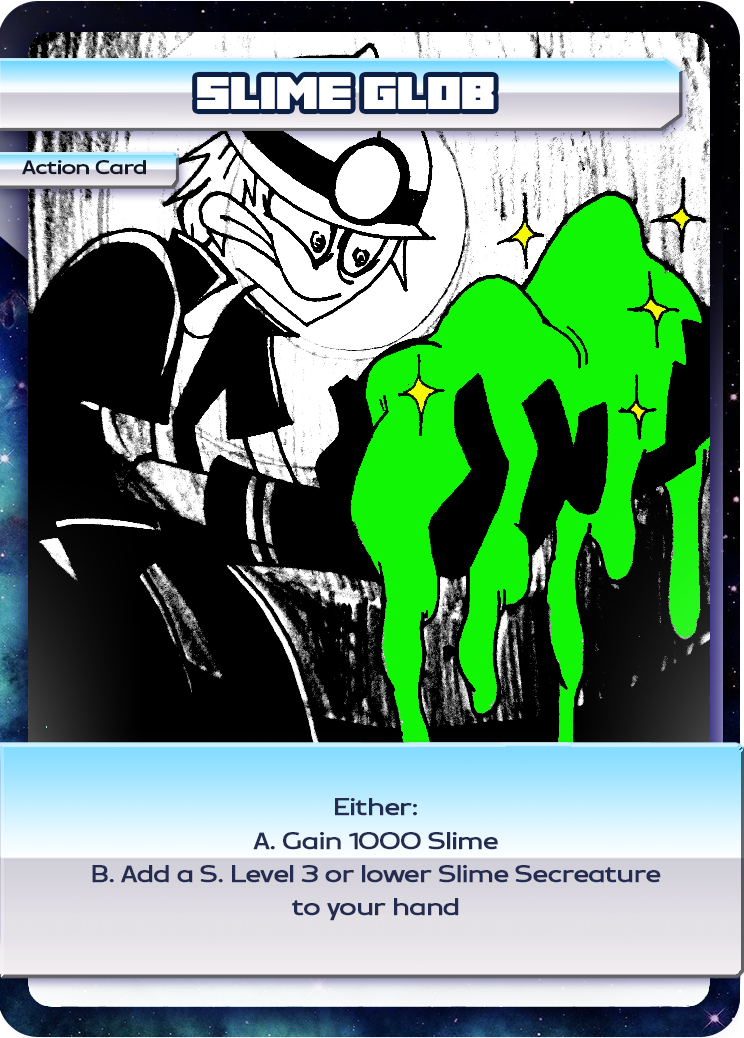 SLIME GLOB
Action Card
Either:
A. Gain 1000 Slime
B. Add a S. Level 3 or lower Slime Secreature
to your hand